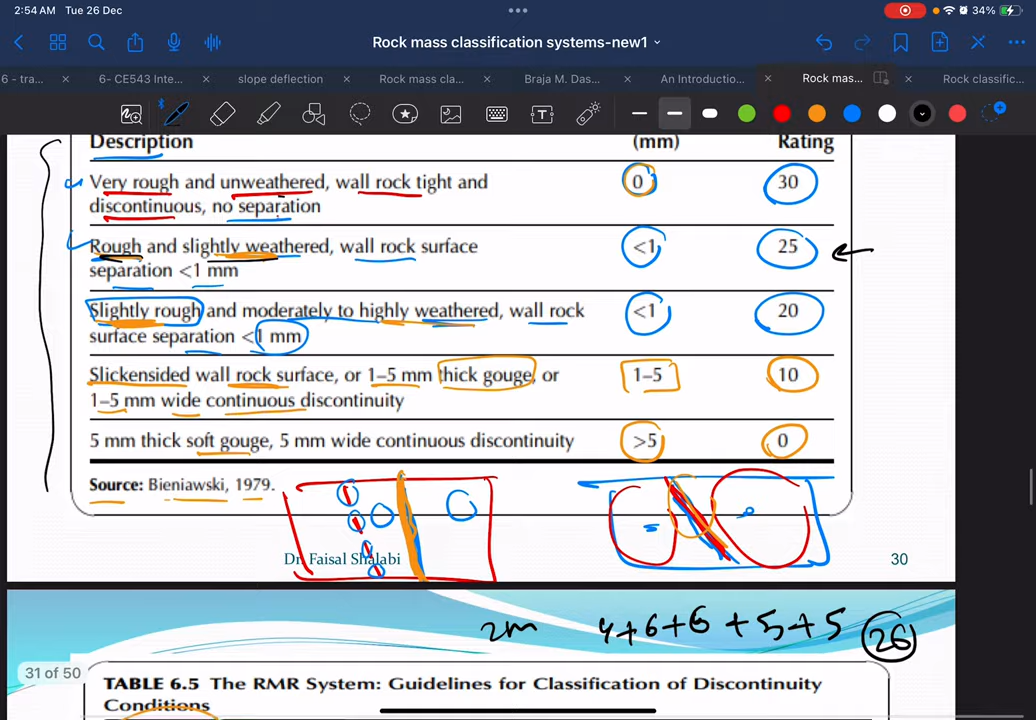 2:54 AM Tue 26 Dec
34%
Rock mass classification systems-new1
6 - tra...
6- CE543 Inte...
slope deflection
Rock mass cla...
Braja M. Das...
An Introductio...
Rock mas...
Rock classific...
Description (mm) Rating
Very rough and unweathered, wall rock tight and 0 30
discontinuous, no separation
Rough and slightly weathered, wall rock surface <1 25
separation <1 mm
Slightly rough and moderately to highly weathered, wall rock <1 20
surface separation <1 mm
Slickensided wall rock surface, or 1–5 mm thick gouge, or 1–5 10
1–5 mm wide continuous discontinuity
5 mm thick soft gouge, 5 mm wide continuous discontinuity >5 0
Source: Bieniawski, 1979.
Dr. Faisal Shalabi 30
2m 4+6+6+5+5 26
31 of 50
TABLE 6.5 The RMR System: Guidelines for Classification of Discontinuity
Conditions